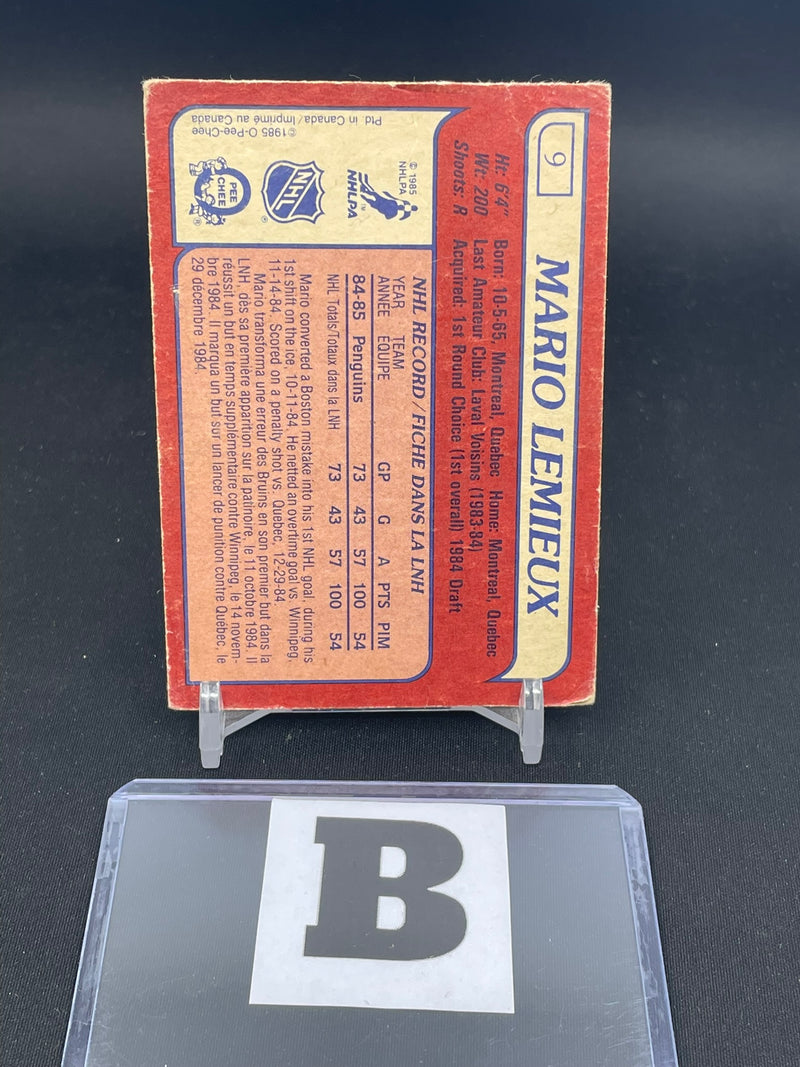 9
MARIO LEMIEUX
Ht: 6'4" Born: 10-5-65, Montreal, Quebec Home: Montreal, Quebec
Wt: 200 Last Amateur Club: Laval Voisins (1983-84)
Shoots: R Acquired: 1st Round Choice (1st overall) 1984 Draft
© 1985
NHLPA
TM
NHLPA
NHL
®
O
PEE
CHEE
®
©1985 O-Pee-Chee
Ptd. in Canada/Imprimé au Canada
NHL RECORD/FICHE DANS LA LNH
YEAR TEAM
ANNÉE ÉQUIPE GP G A PTS PIM
84-85 Penguins 73 43 57 100 54
NHL Totals/Totaux dans la LNH 73 43 57 100 54
Mario converted a Boston mistake into his 1st NHL goal, during his
1st shift on the ice, 10-11-84. He netted an overtime goal vs. Winnipeg,
11-14-84. Scored on a penalty shot vs. Quebec, 12-29-84.
Mario transforma une erreur des Bruins en son premier but dans la
LNH, dès sa première apparition sur la patinoire, le 11 octobre 1984. Il
réussit un but en temps supplémentaire contre Winnipeg, le 14 novem-
bre 1984. Il marqua un but sur un lancer de punition contre Québec, le
29 décembre 1984.
B